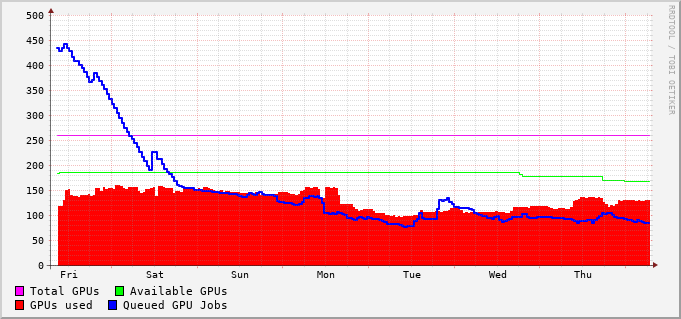 500
450
400
350
300
250
200
150
100
50
0
Fri Sat Sun Mon Tue Wed Thu
Total GPUs Available GPUs
GPUs used Queued GPU Jobs
RRDTOOL / TOBI OETIKER